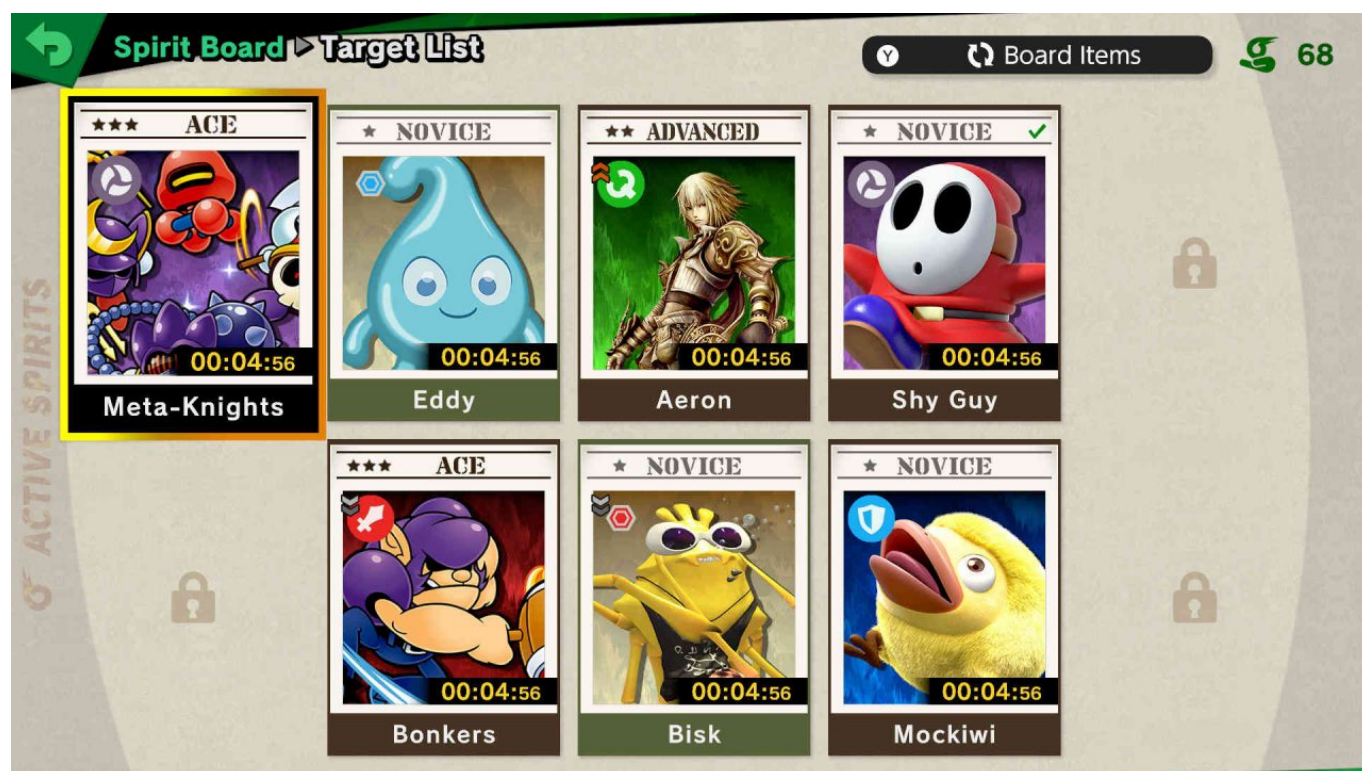 Spirit Board ▷ Target List
Y Board Items
68
★★★ ACE
00:04:56
Meta-Knights
★ NOVICE
00:04:56
Eddy
★★ ADVANCED
00:04:56
Aeron
★ NOVICE ✓
00:04:56
Shy Guy
ACTIVE SPIRITS
★★★ ACE
00:04:56
Bonkers
★ NOVICE
00:04:56
Bisk
★ NOVICE
00:04:56
Mockiwi